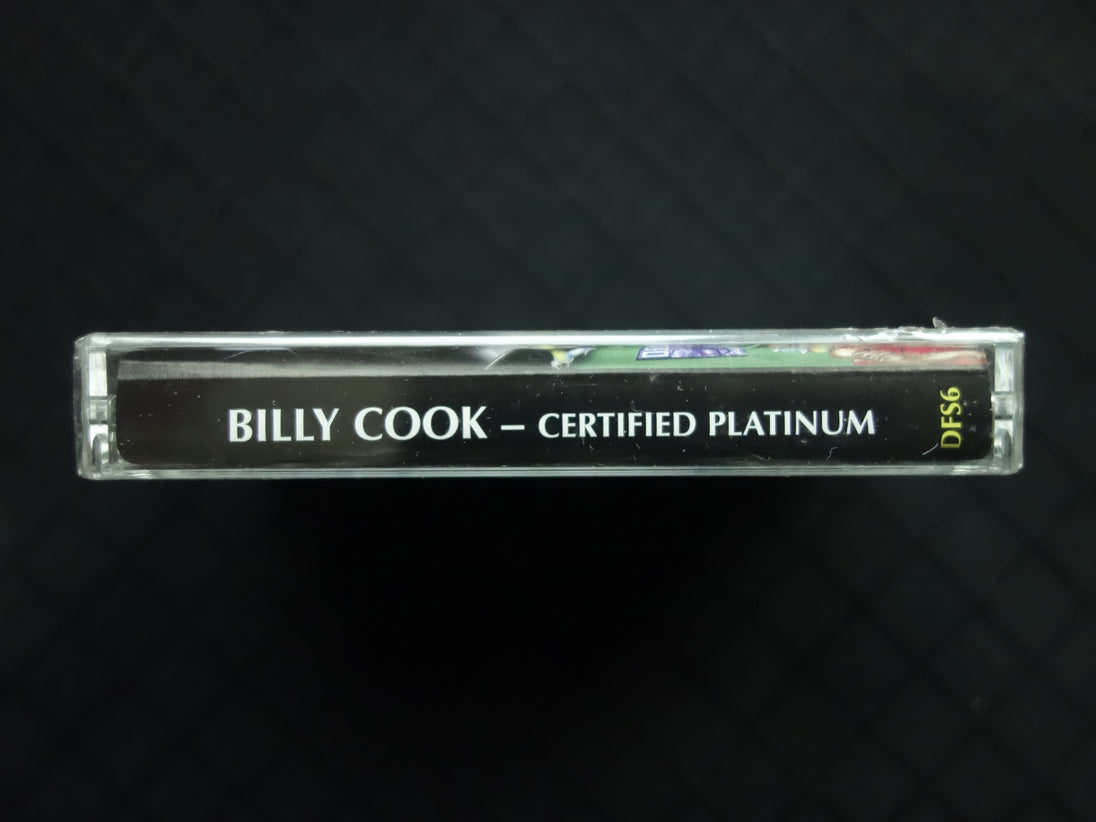 BILLY COOK – CERTIFIED PLATINUM
DFS6